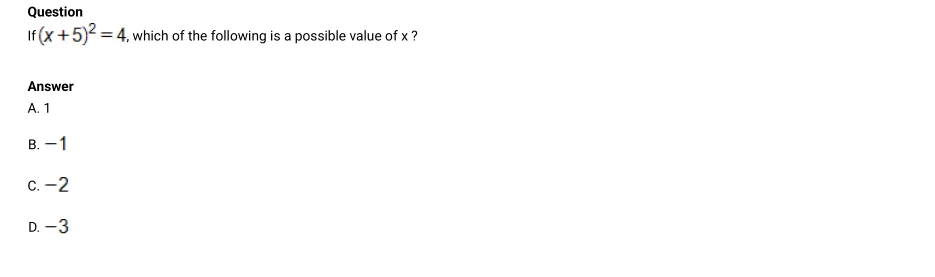 Question
If (x+5)² = 4, which of the following is a possible value of x ?
Answer
A. 1
B. −1
C. −2
D. −3